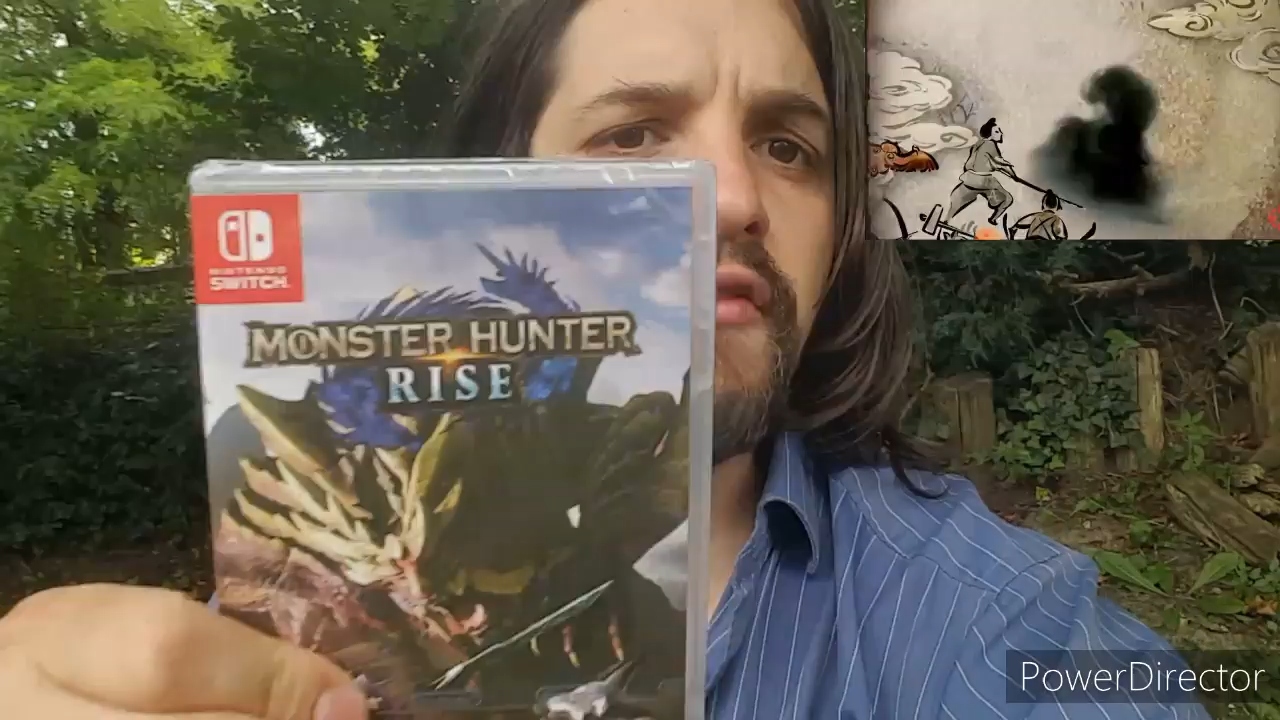 NINTENDO
SWITCH
MONSTER HUNTER
RISE
PowerDirector